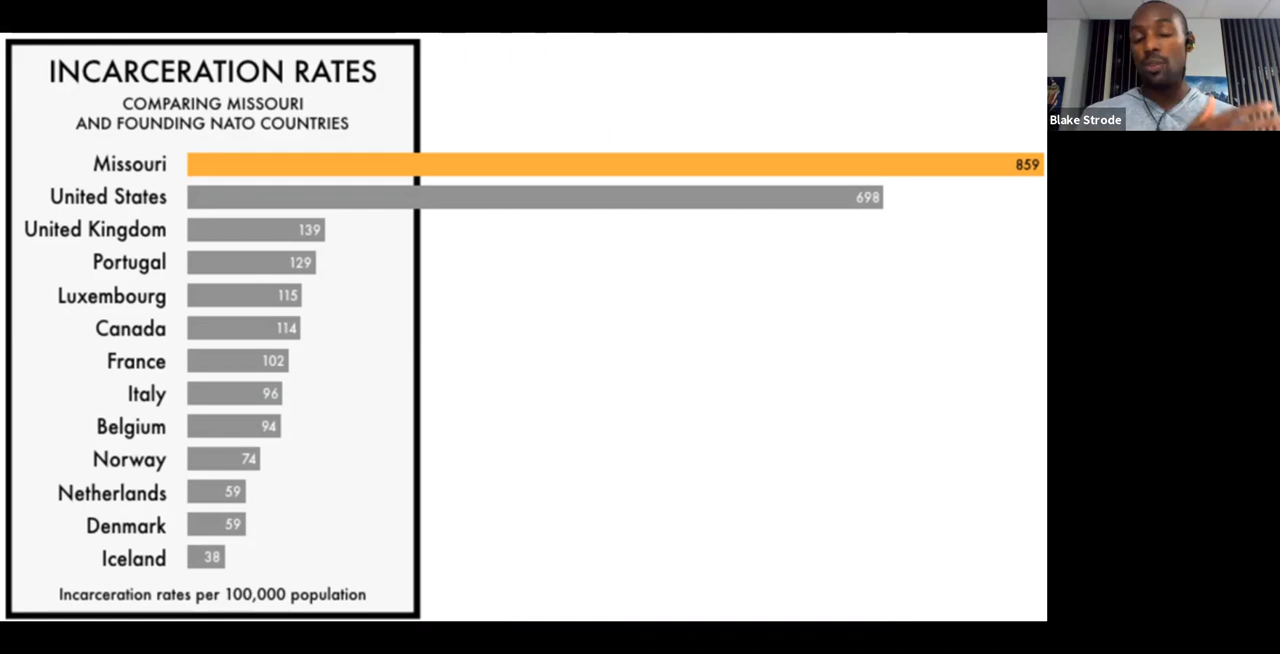 INCARCERATION RATES
COMPARING MISSOURI
AND FOUNDING NATO COUNTRIES
Missouri 859
United States 698
United Kingdom 139
Portugal 129
Luxembourg 115
Canada 114
France 102
Italy 96
Belgium 94
Norway 74
Netherlands 59
Denmark 59
Iceland 38
Incarceration rates per 100,000 population
Blake Strode